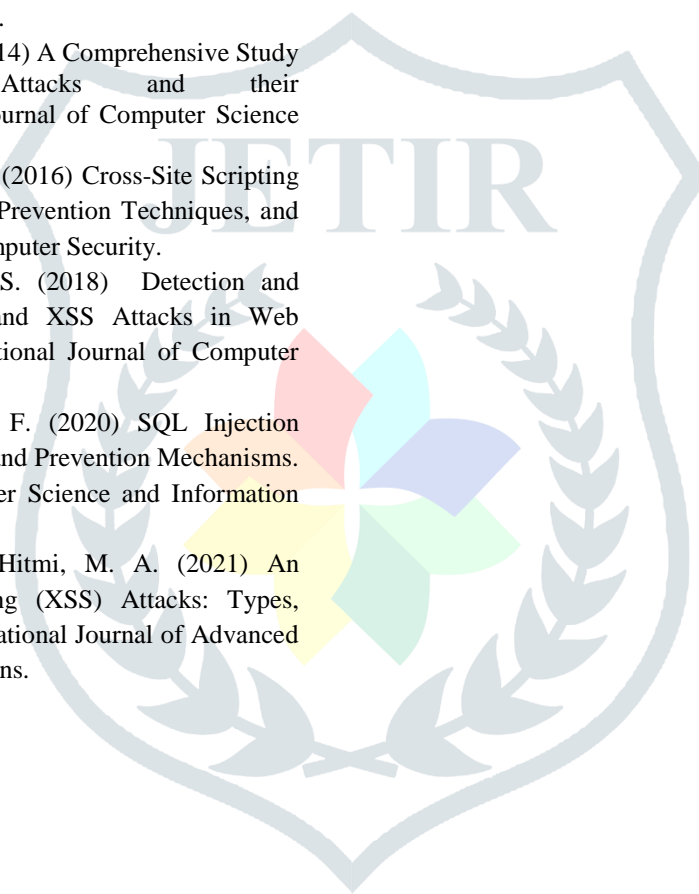 .
14) A Comprehensive Study
Attacks and their
urnal of Computer Science
(2016) Cross-Site Scripting
Prevention Techniques, and
puter Security.
S. (2018) Detection and
and XSS Attacks in Web
tional Journal of Computer
F. (2020) SQL Injection
and Prevention Mechanisms.
er Science and Information
Hitmi, M. A. (2021) An
ng (XSS) Attacks: Types,
ational Journal of Advanced
ns.
JETIR